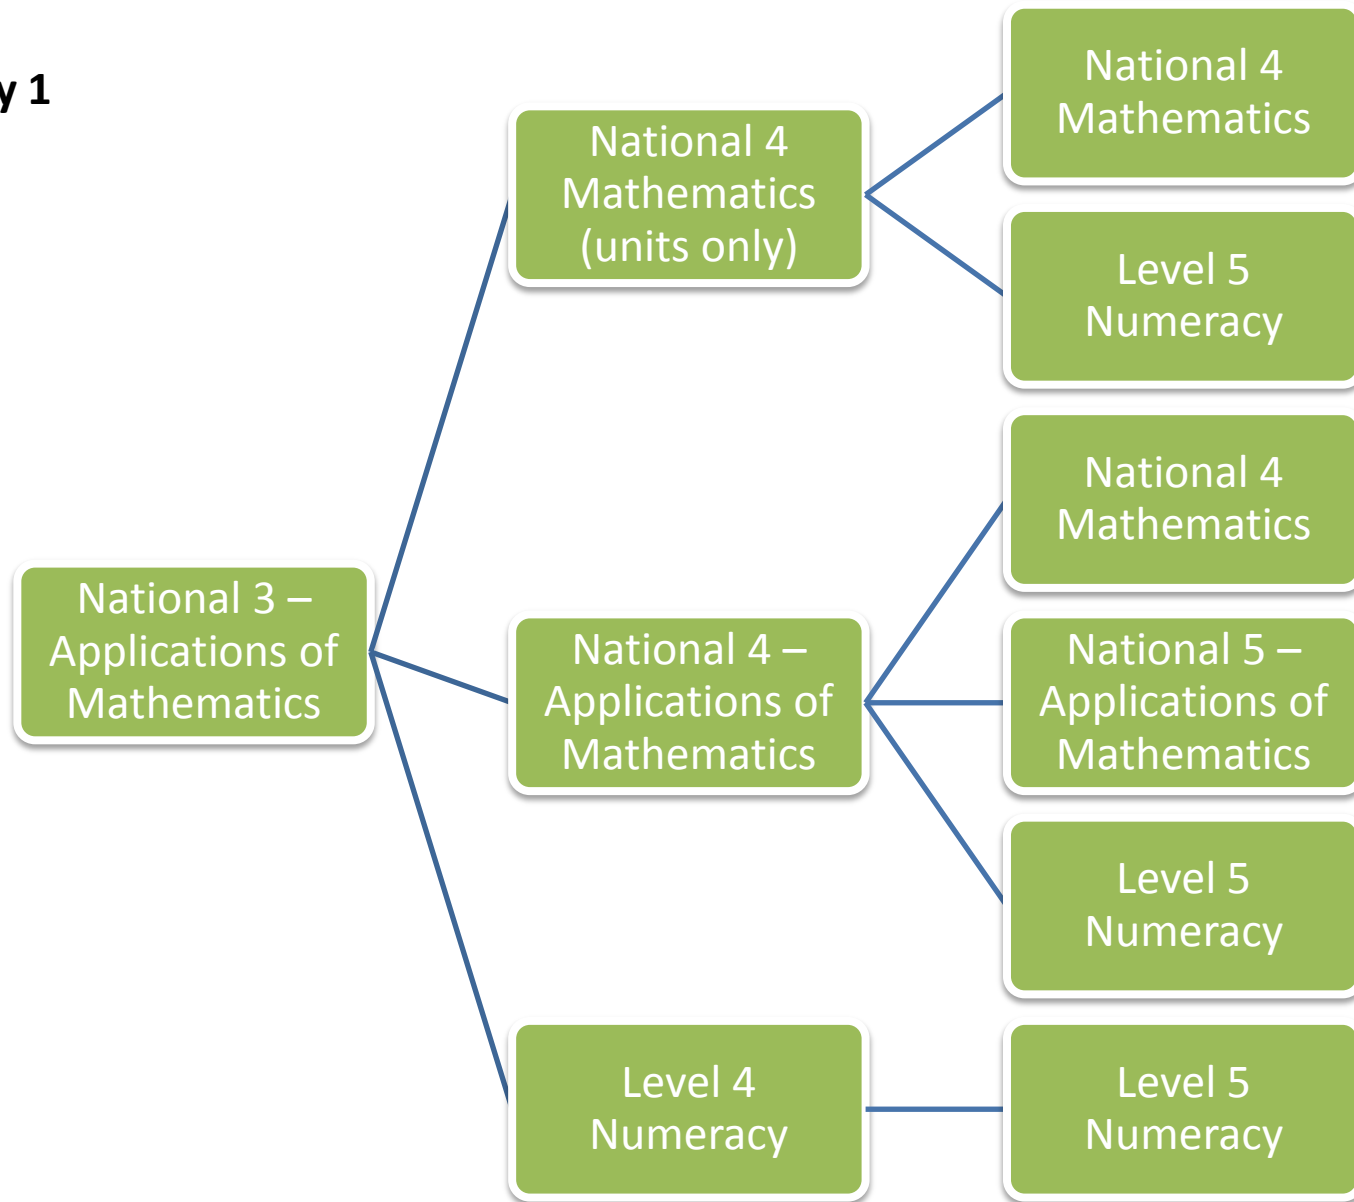 y 1
National 4
Mathematics
National 4
Mathematics
(units only)
Level 5
Numeracy
National 4
Mathematics
National 3 –
Applications of
Mathematics
National 4 –
Applications of
Mathematics
National 5 –
Applications of
Mathematics
Level 5
Numeracy
Level 4
Numeracy
Level 5
Numeracy